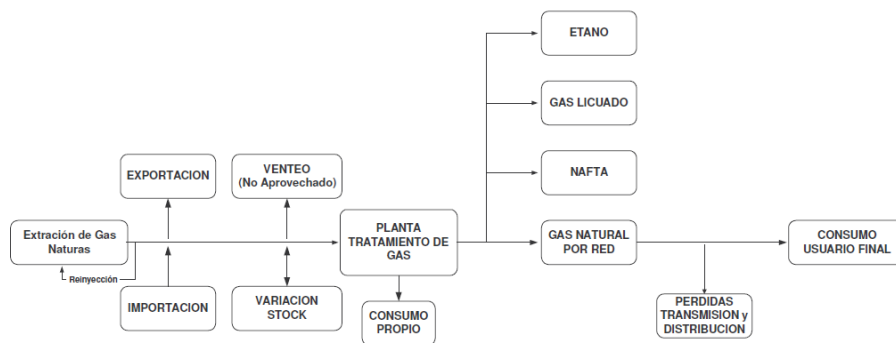 ETANO
GAS LICUADO
EXPORTACION
VENTEO
(No Aprovechado)
NAFTA
Extración de Gas
Naturas
PLANTA
TRATAMIENTO DE
GAS
GAS NATURAL
POR RED
CONSUMO
USUARIO FINAL
Reinyección
IMPORTACION
VARIACION
STOCK
CONSUMO
PROPIO
PERDIDAS
TRANSMISION y
DISTRIBUCION